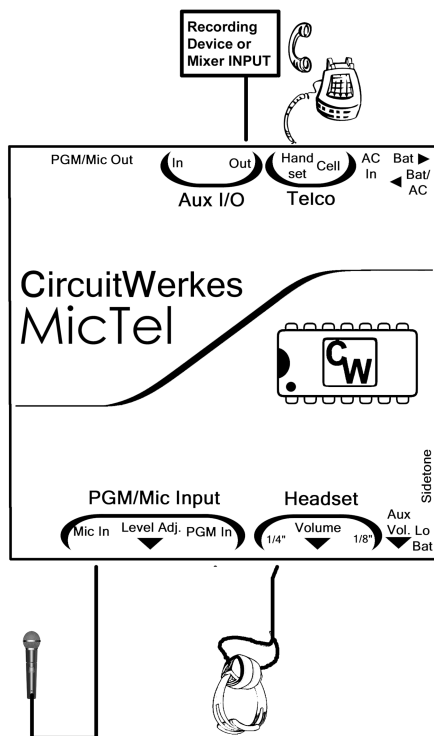 Recording
Device or
Mixer INPUT
PGM/Mic Out
In
Out
Hand
set
Cell
AC
In
Bat ▶
◀ Bat/
AC
Aux I/O
Telco
CircuitWerkes
MicTel
CW
Sidetone
PGM/Mic Input
Headset
Mic In
Level Adj.
PGM In
1/4"
Volume
1/8"
Aux
Vol.
Lo
Bat